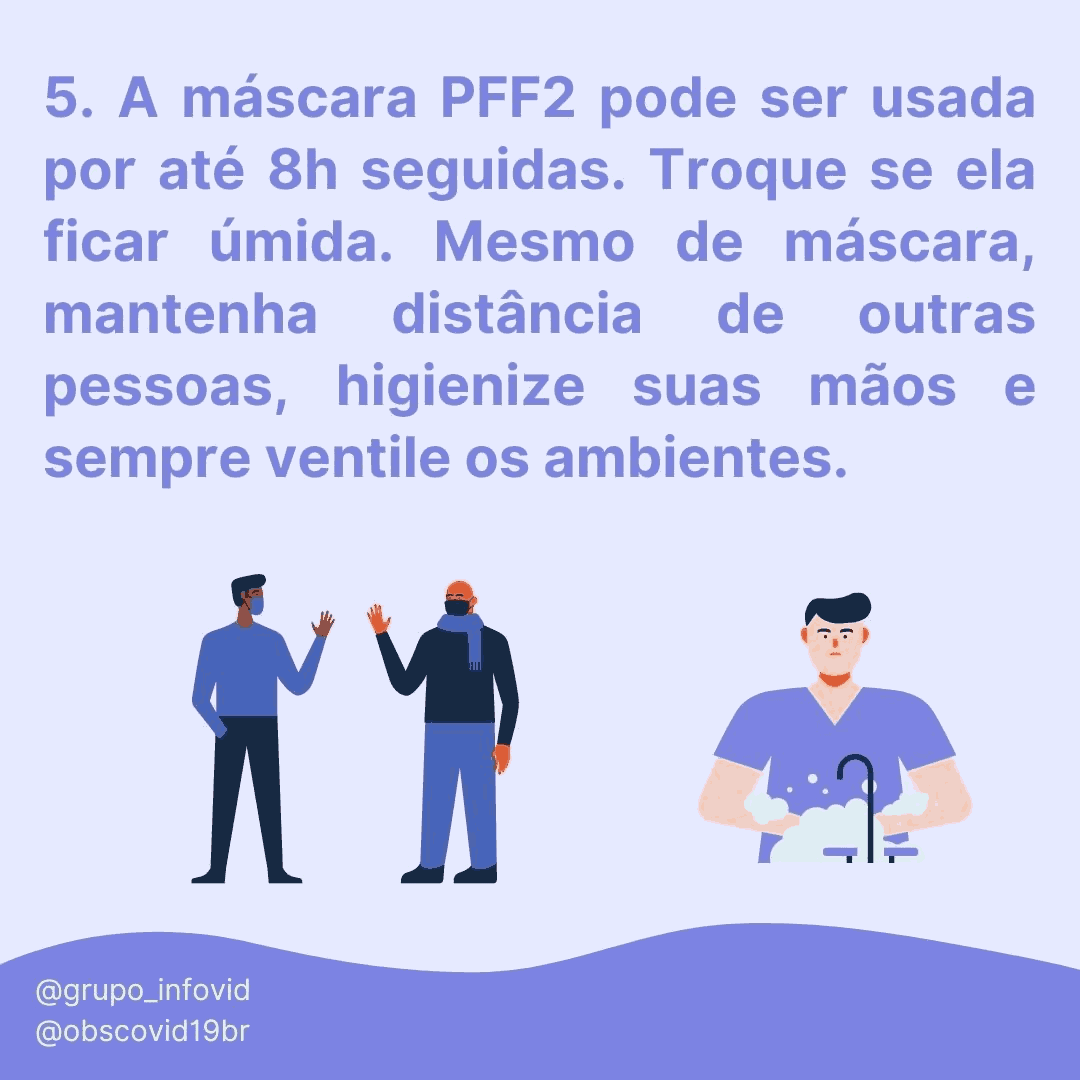 5. A máscara PFF2 pode ser usada
por até 8h seguidas. Troque se ela
ficar úmida. Mesmo de máscara,
mantenha distância de outras
pessoas, higienize suas mãos e
sempre ventile os ambientes.
@grupo_infovid
@obscovid19br